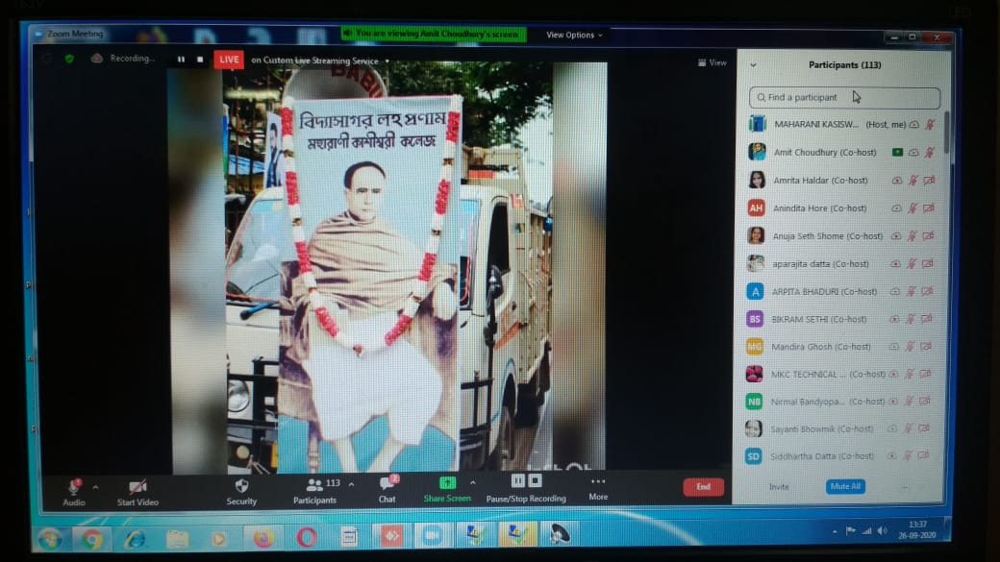 Zoom Meeting
You are viewing Amit Choudhury's screen
View Options
Recording...
LIVE
on Custom Live Streaming Service
View
BABU
বিদ্যাসাগর লহ প্রণাম
মহারাণী কাশীশ্বরী কলেজ
Participants (113)
Find a participant
MAHARANI KASISW... (Host, me)
Amit Choudhury (Co-host)
Amrita Haldar (Co-host)
AH Anindita Hore (Co-host)
Anuja Seth Shome (Co-host)
aparajita datta (Co-host)
A ARPITA BHADURI (Co-host)
BS BIKRAM SETHI (Co-host)
MG Mandira Ghosh (Co-host)
MKC TECHNICAL ... (Co-host)
NB Nirmal Bandyopa... (Co-host)
Sayanti Bhowmik (Co-host)
SD Siddhartha Datta (Co-host)
Invite
Mute All
...
1
Audio
Start Video
Security
113
Participants
2
Chat
Share Screen
Pause/Stop Recording
More
End
13:37
26-09-2020